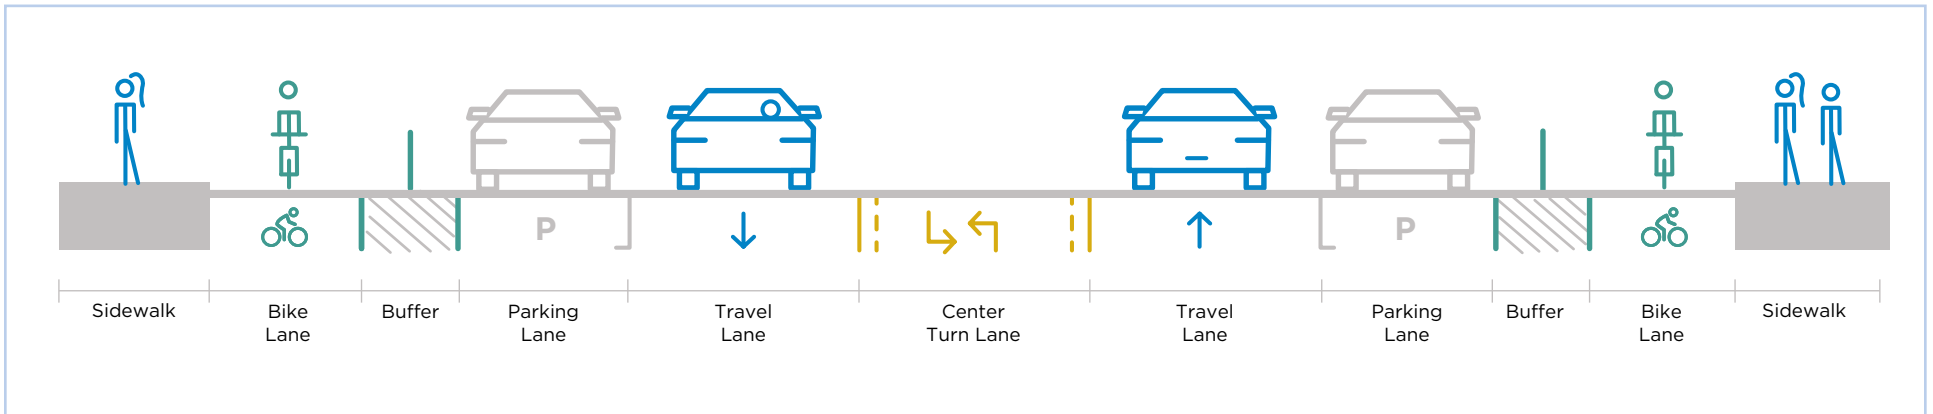 P
P
Sidewalk
Bike
Lane
Buffer
Parking
Lane
Travel
Lane
Center
Turn Lane
Travel
Lane
Parking
Lane
Buffer
Bike
Lane
Sidewalk